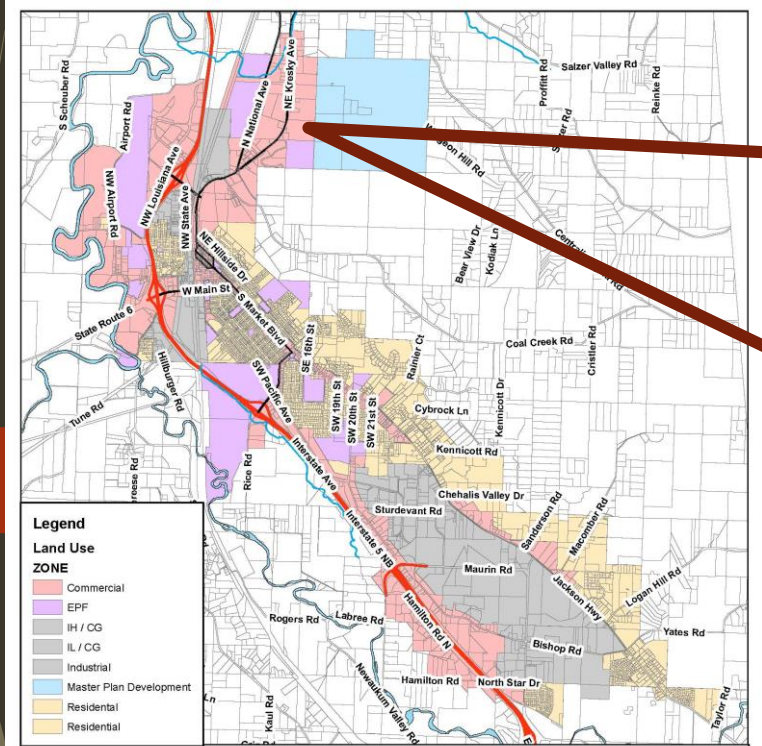 S Scheuber Rd
Airport Rd
NW Louisiana Ave
NW Airport Rd
NW State Ave
N National Ave
NE Kresky Ave
Proffitt Rd
Salzer Valley Rd
Reinke Rd
NE Hillside Dr
Bear View Dr
Kodiak Ln
W Main St
State Route 6
S Market Blvd
Coal Creek Rd
Cristler Rd
Hillburger Rd
SE 16th St
Rainier Ct
Tune Rd
SW Pacific Ave
SW 19th St
SW 20th St
SW 21st St
Cybrock Ln
Kennicott Dr
Kennicott Rd
Rice Rd
Interstate Ave
Chehalis Valley Dr
Sturdevant Rd
Interstate 5 NB
Sanderson Rd
Macomber Rd
Maurin Rd
Jackson Hwy
Logan Hill Rd
Hamilton Rd N
Rogers Rd
Labree Rd
Yates Rd
Bishop Rd
Newaukum Valley Rd
Hamilton Rd
North Star Dr
Kaul Rd
Taylor Rd
Legend
Land Use
ZONE
Commercial
EPF
IH / CG
IL / CG
Industrial
Master Plan Development
Residental
Residential